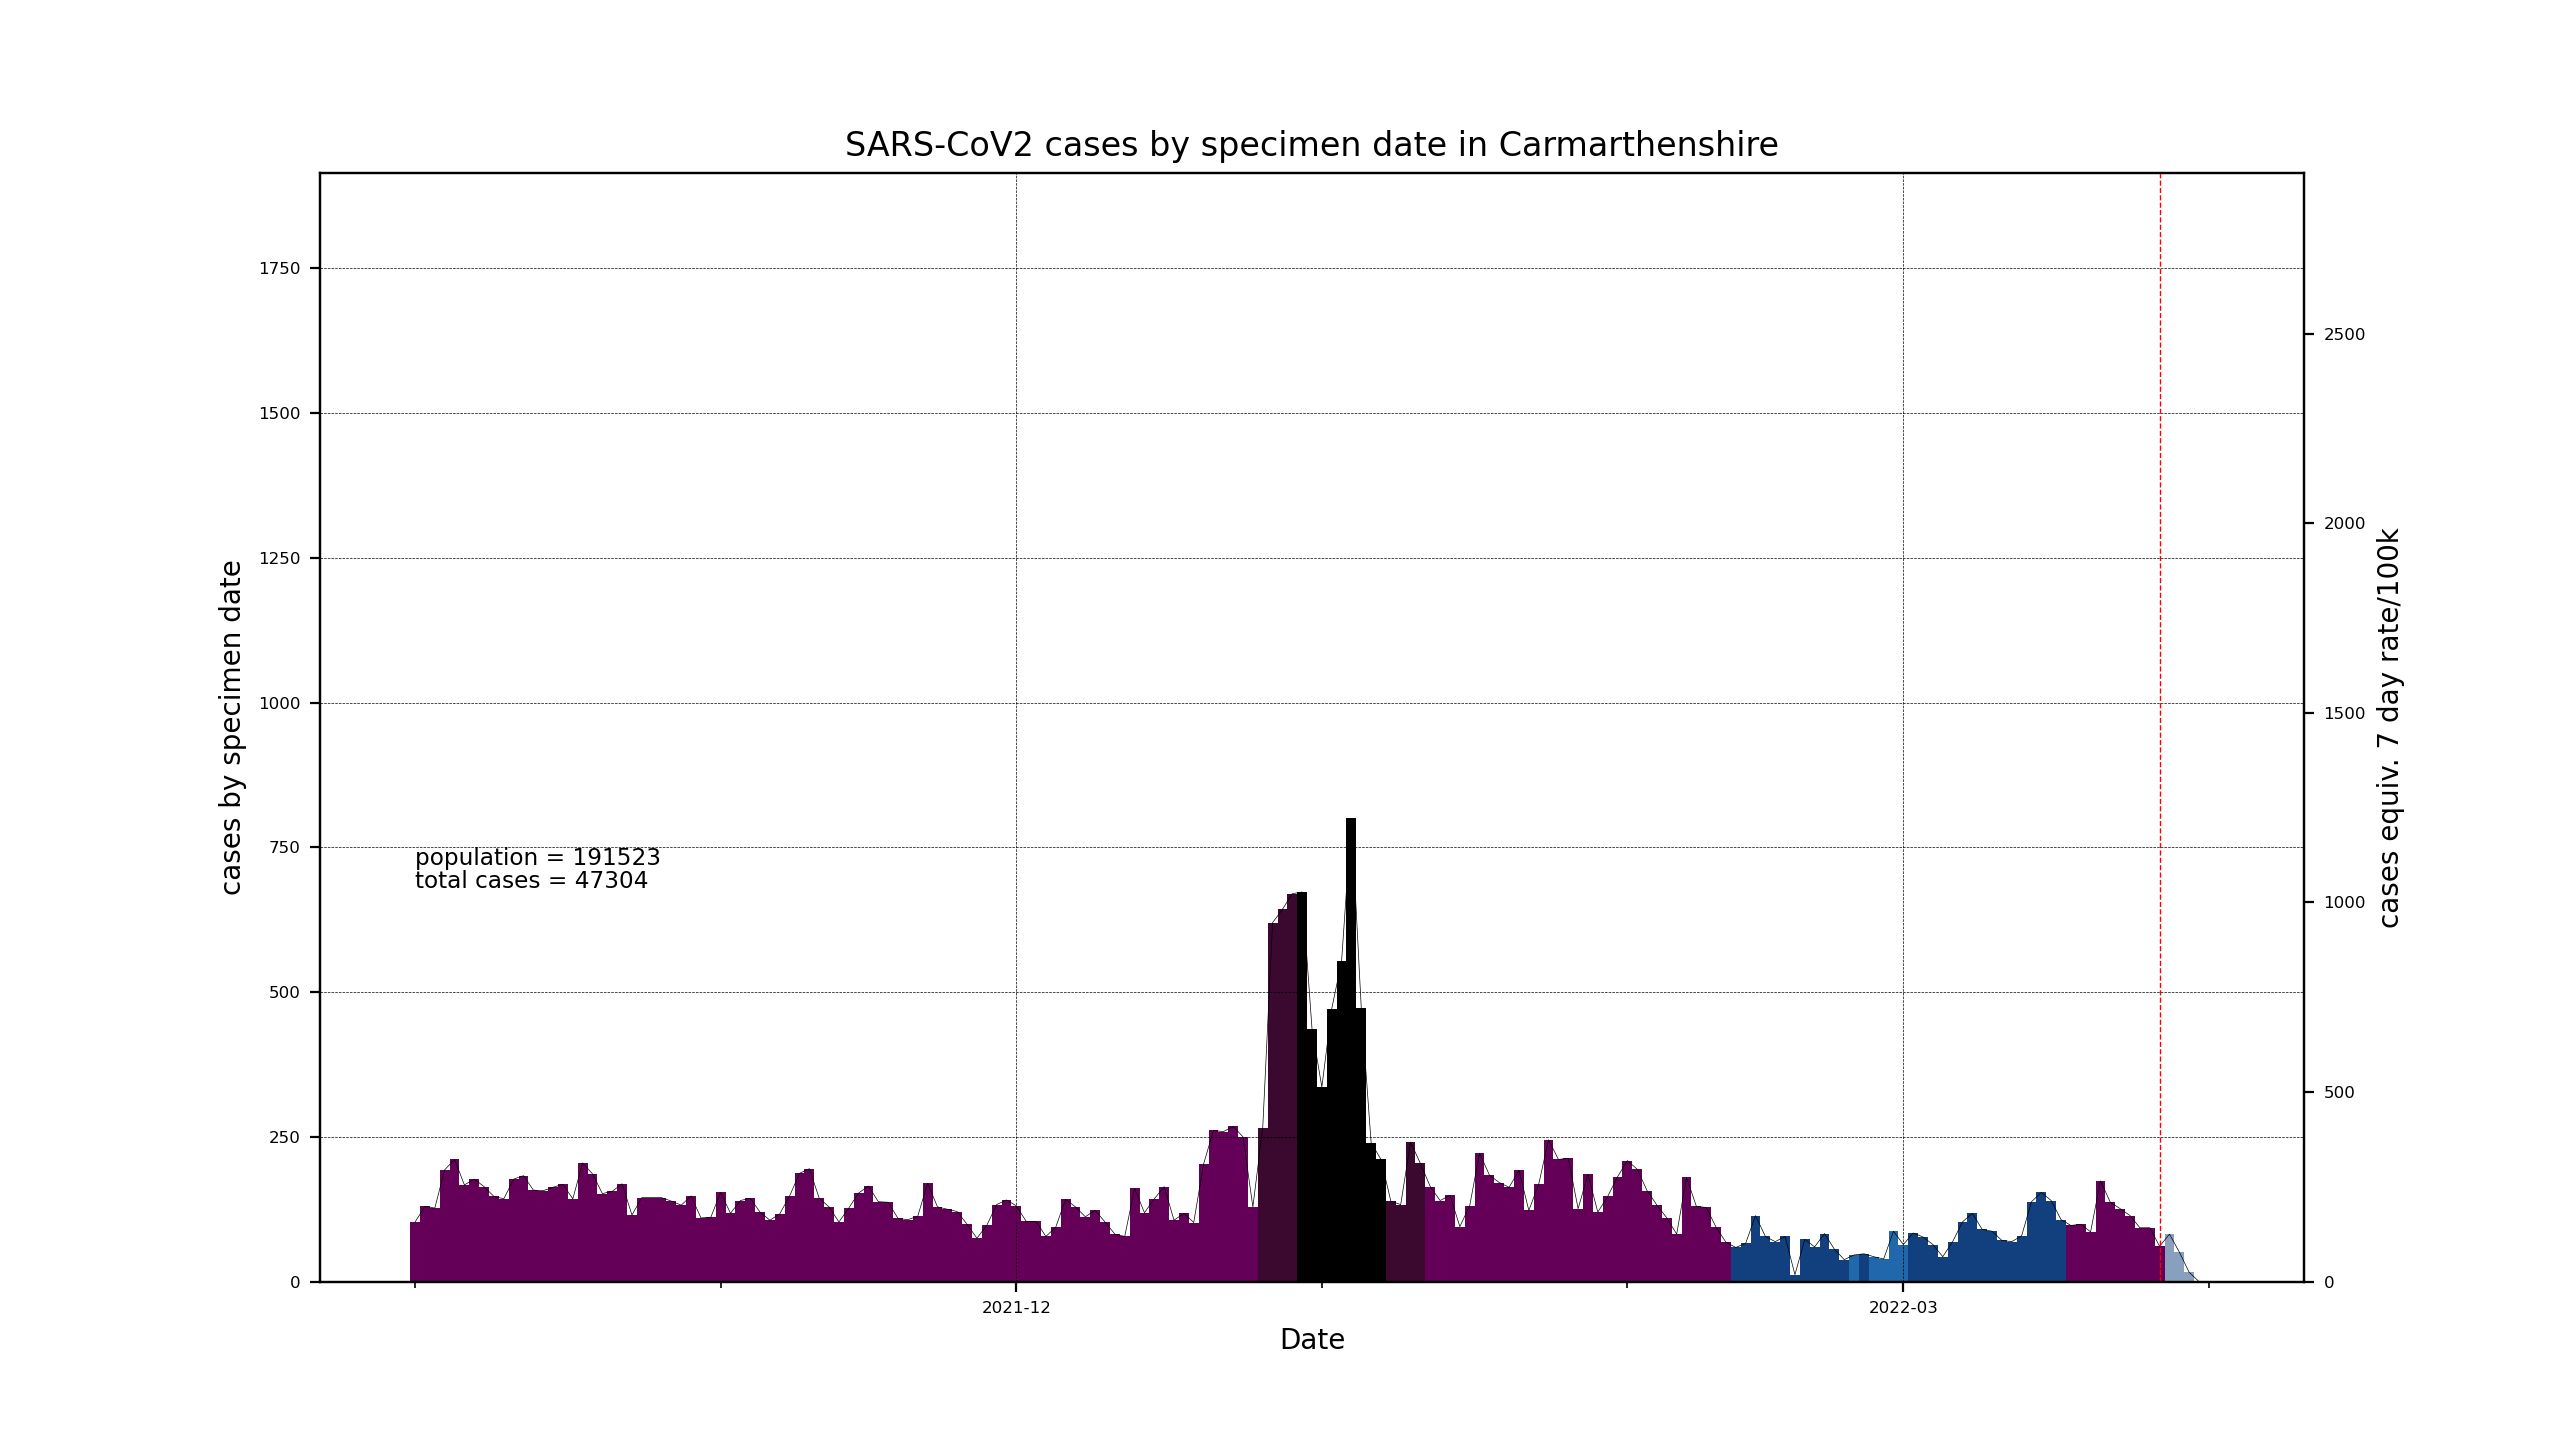 SARS-CoV2 cases by specimen date in Carmarthenshire
cases by specimen date
1750
1500
1250
1000
750
500
250
0
population = 191523
total cases = 47304
2500
2000
1500
1000
500
0
cases equiv. 7 day rate/100k
2021-12
2022-03
Date